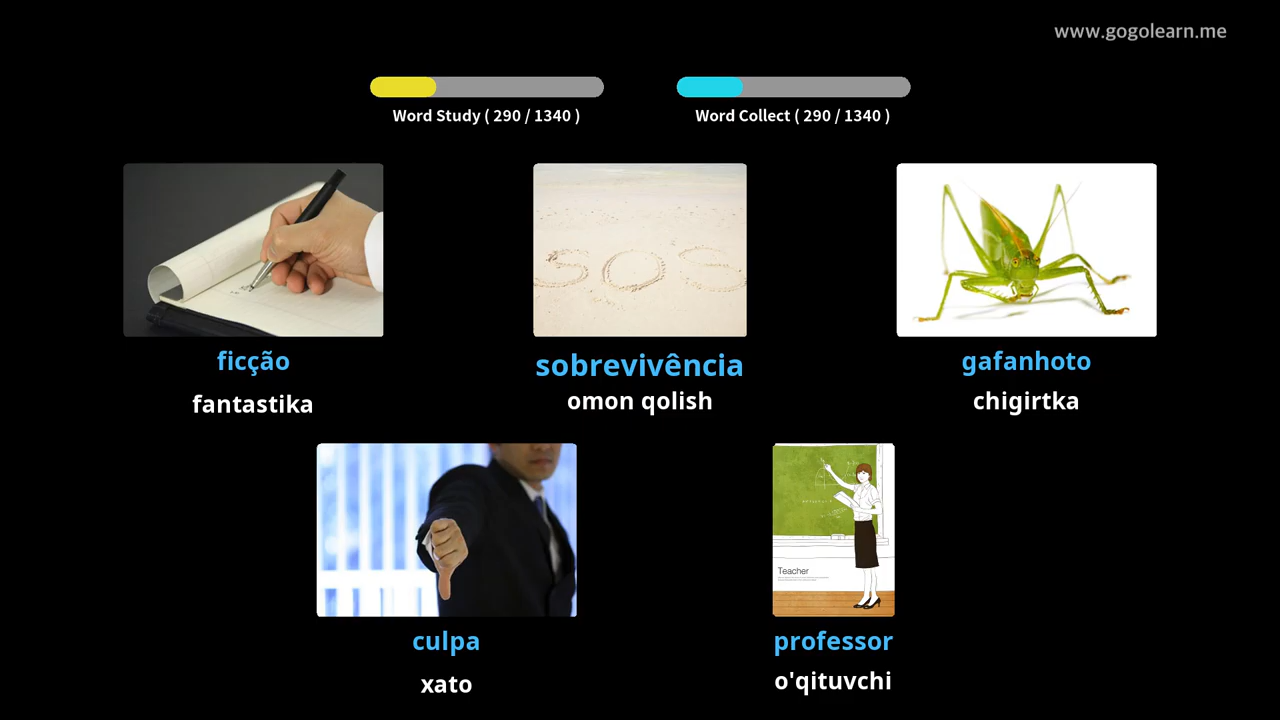 www.gogolearn.me
Word Study ( 290 / 1340 )
Word Collect ( 290 / 1340 )
SOS
ficção
fantastika
sobrevivência
omon qolish
gafanhoto
chigirtka
Teacher
culpa
xato
professor
o'qituvchi